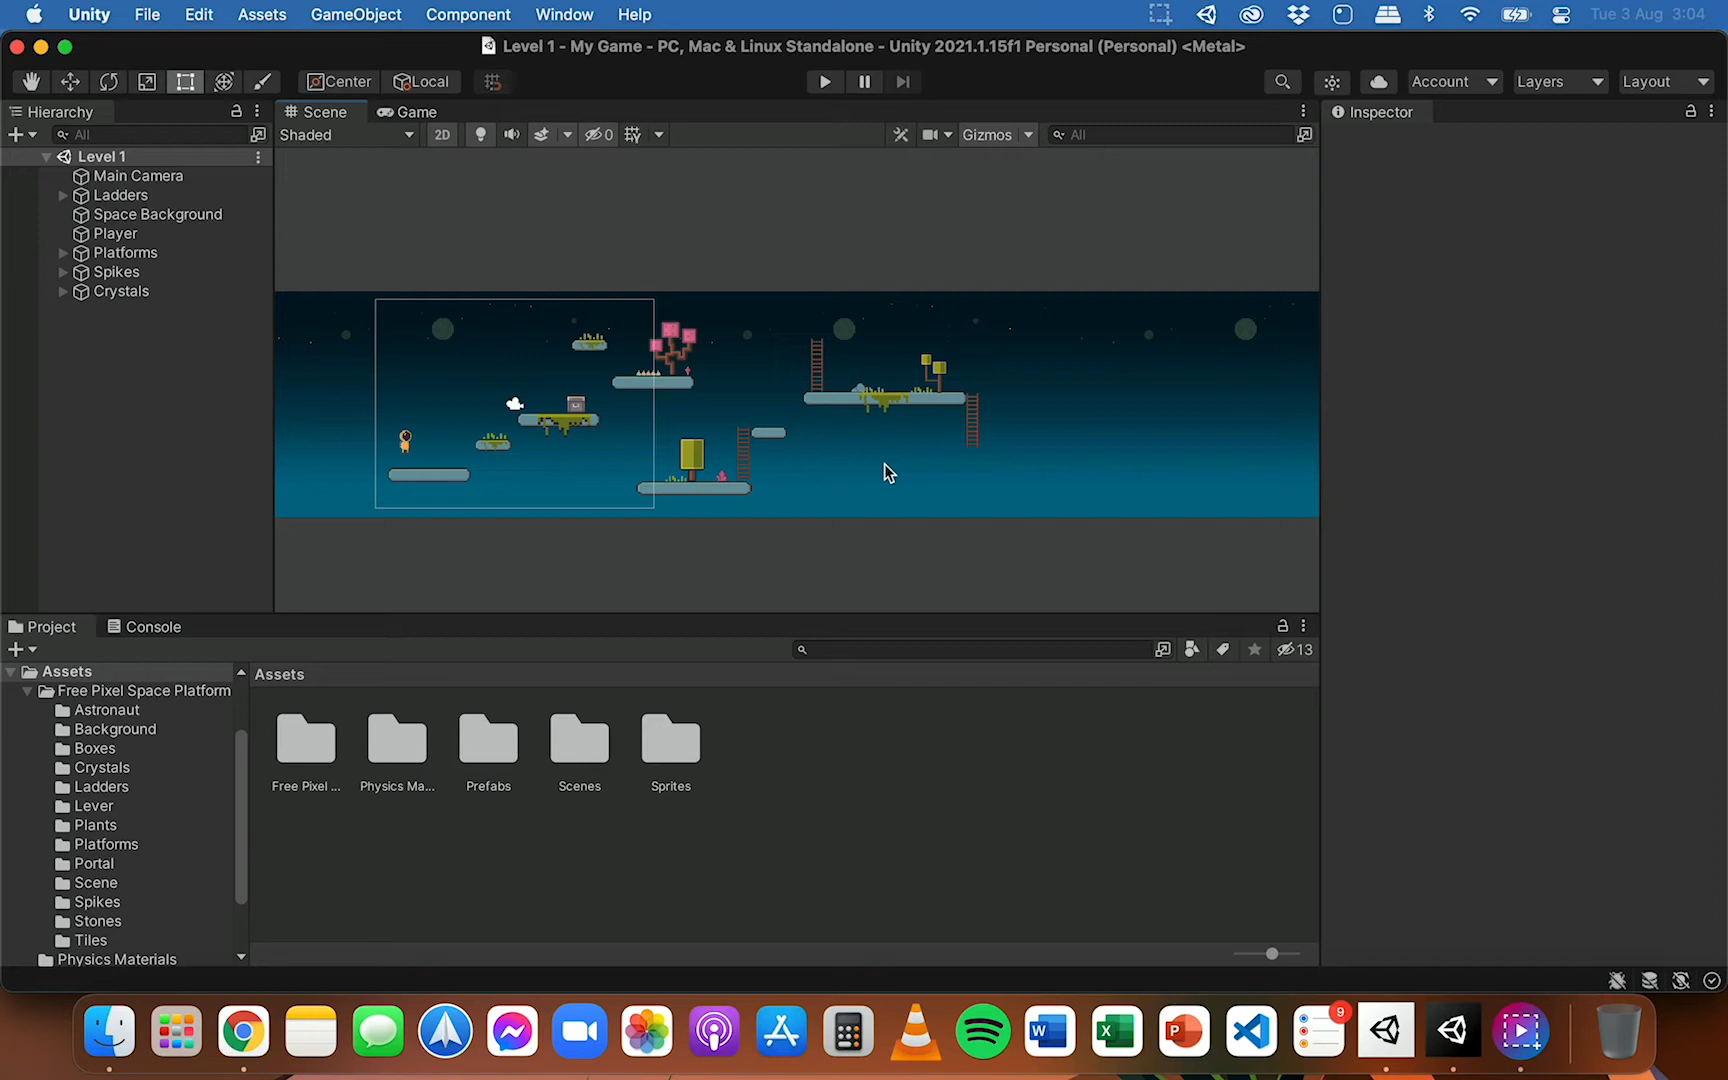 Unity File Edit Assets GameObject Component Window Help Tue 3 Aug 3:04
Level 1 - My Game - PC, Mac & Linux Standalone - Unity 2021.1.15f1 Personal (Personal) <Metal>
Center Local Account Layers Layout
Hierarchy Scene Game Inspector
All Shaded 2D 0 Gizmos All
Level 1
Main Camera
Ladders
Space Background
Player
Platforms
Spikes
Crystals
Project Console
13
Assets
Free Pixel Space Platform
Astronaut
Background
Boxes
Crystals
Ladders
Lever
Plants
Platforms
Portal
Scene
Spikes
Stones
Tiles
Physics Materials
Assets
Free Pixel ... Physics Ma... Prefabs Scenes Sprites
W X P 9